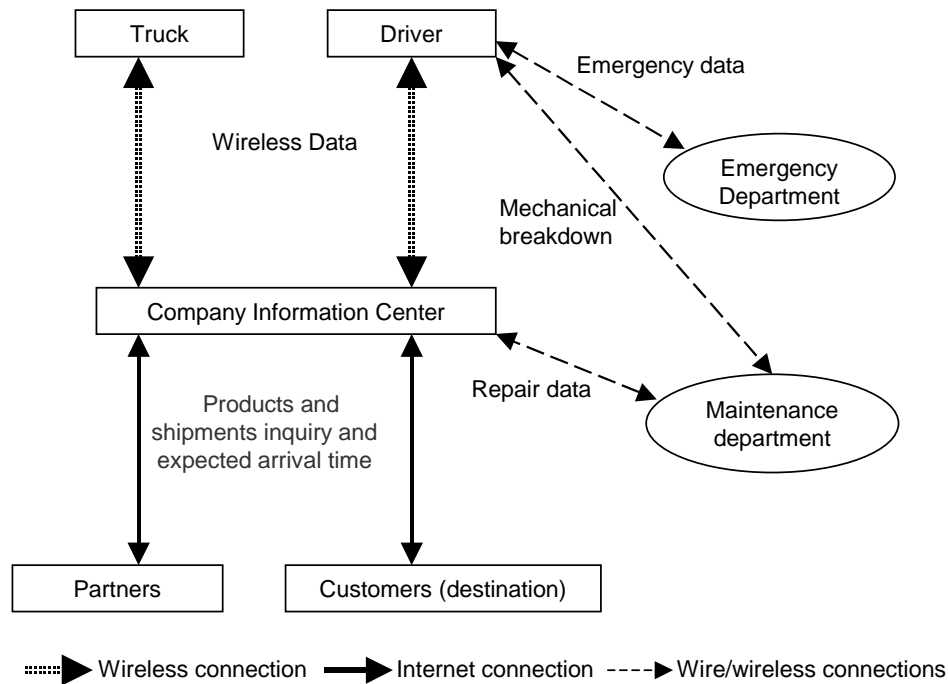 Truck
Driver
Emergency data
Wireless Data
Emergency
Department
Mechanical
breakdown
Company Information Center
Repair data
Products and
shipments inquiry and
expected arrival time
Maintenance
department
Partners
Customers (destination)
Wireless connection
Internet connection
Wire/wireless connections